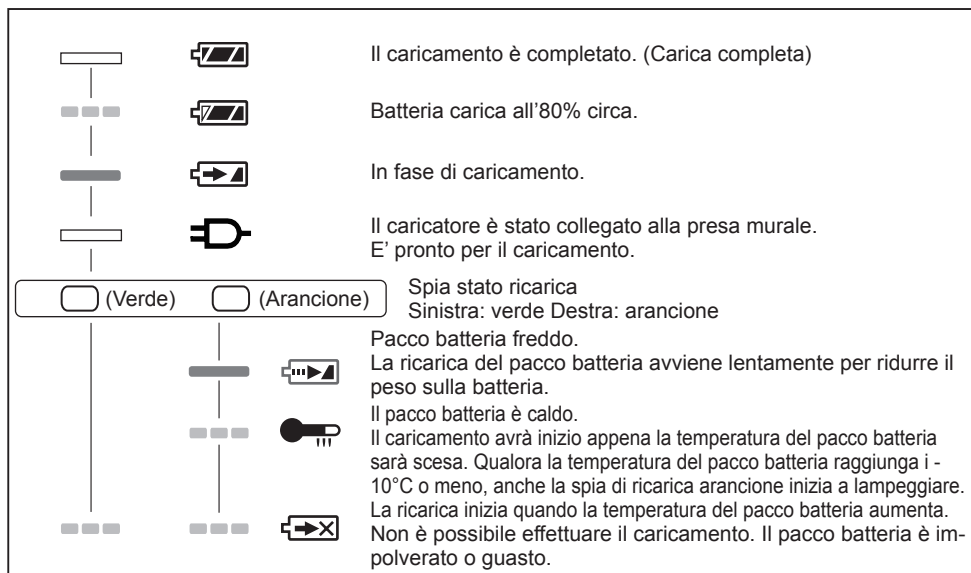 Il caricamento è completato. (Carica completa)
Batteria carica all'80% circa.
In fase di caricamento.
Il caricatore è stato collegato alla presa murale.
E' pronto per il caricamento.
(Verde) (Arancione)
Spia stato ricarica
Sinistra: verde Destra: arancione
Pacco batteria freddo.
La ricarica del pacco batteria avviene lentamente per ridurre il
peso sulla batteria.
Il pacco batteria è caldo.
Il caricamento avrà inizio appena la temperatura del pacco batteria
sarà scesa. Qualora la temperatura del pacco batteria raggiunga i -
10°C o meno, anche la spia di ricarica arancione inizia a lampeggiare.
La ricarica inizia quando la temperatura del pacco batteria aumenta.
Non è possibile effettuare il caricamento. Il pacco batteria è im-
polverato o guasto.